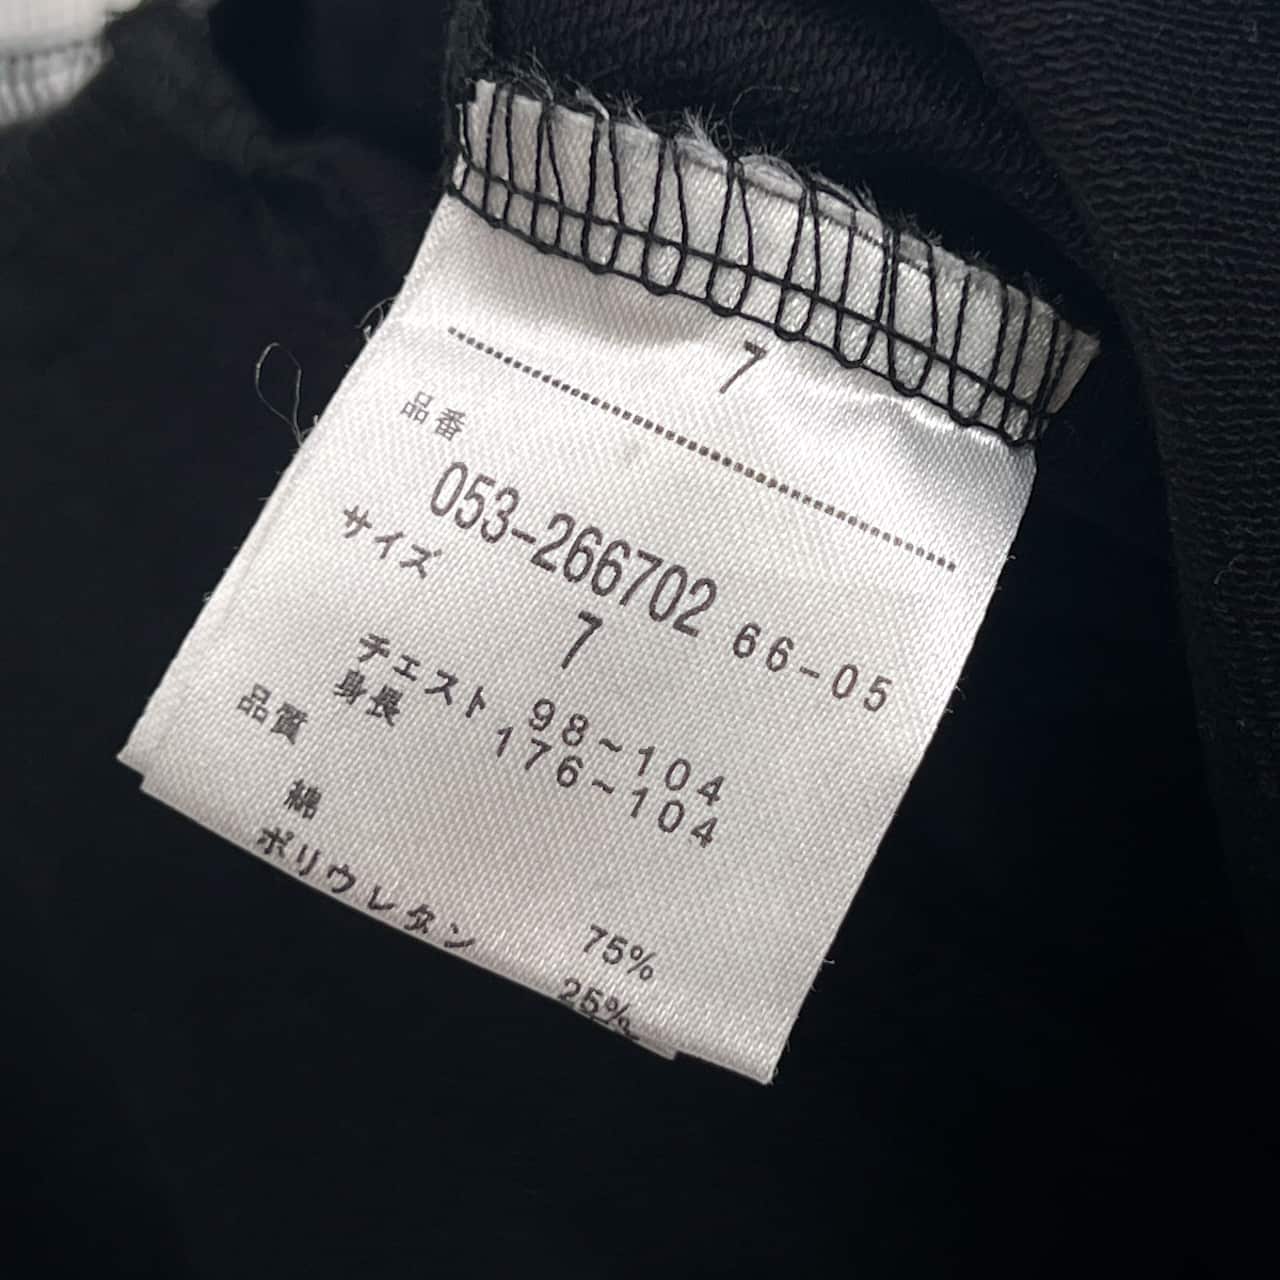 7
品番
053-266702 66-05
サイズ
7
チェスト 98~104
身長 176~104
品質
綿 75%
ポリウレタン 25%